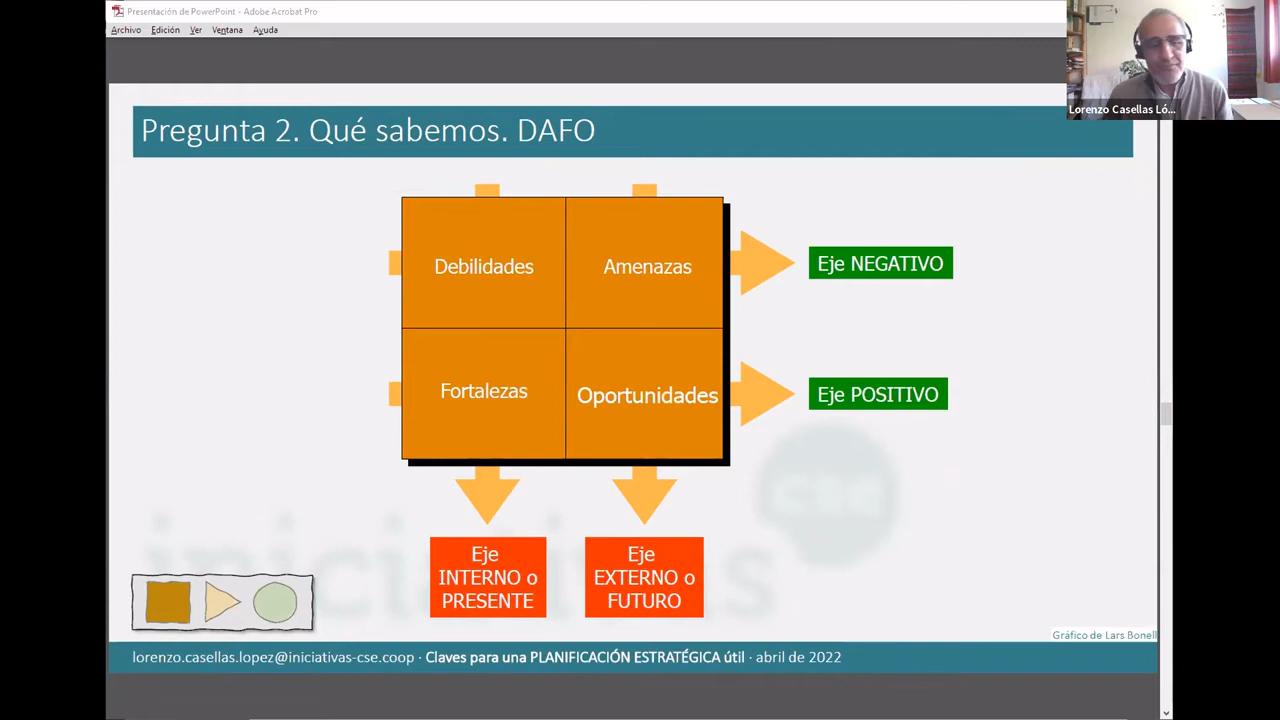 Presentación de PowerPoint - Adobe Acrobat Pro
Archivo Edición Ver Ventana Ayuda
Lorenzo Casellas Ló...
Pregunta 2. Qué sabemos. DAFO
Debilidades
Amenazas
Eje NEGATIVO
Fortalezas
Oportunidades
Eje POSITIVO
Eje
INTERNO o
PRESENTE
Eje
EXTERNO o
FUTURO
cse
iniciativas
Gráfico de Lars Bonell
lorenzo.casellas.lopez@iniciativas-cse.coop · Claves para una PLANIFICACIÓN ESTRATÉGICA útil · abril de 2022